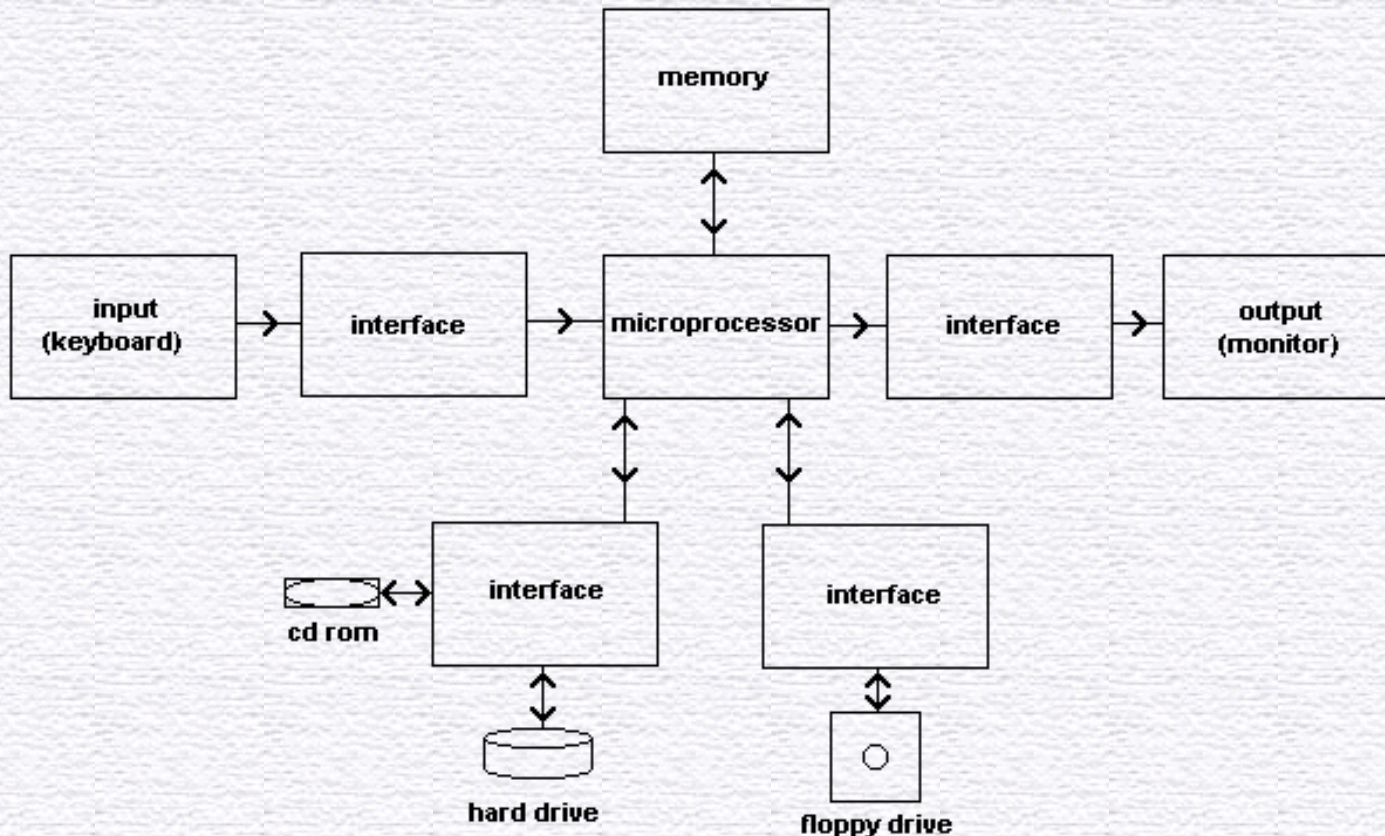 memory
input
(keyboard)
interface
microprocessor
interface
output
(monitor)
interface
interface
cd rom
hard drive
floppy drive